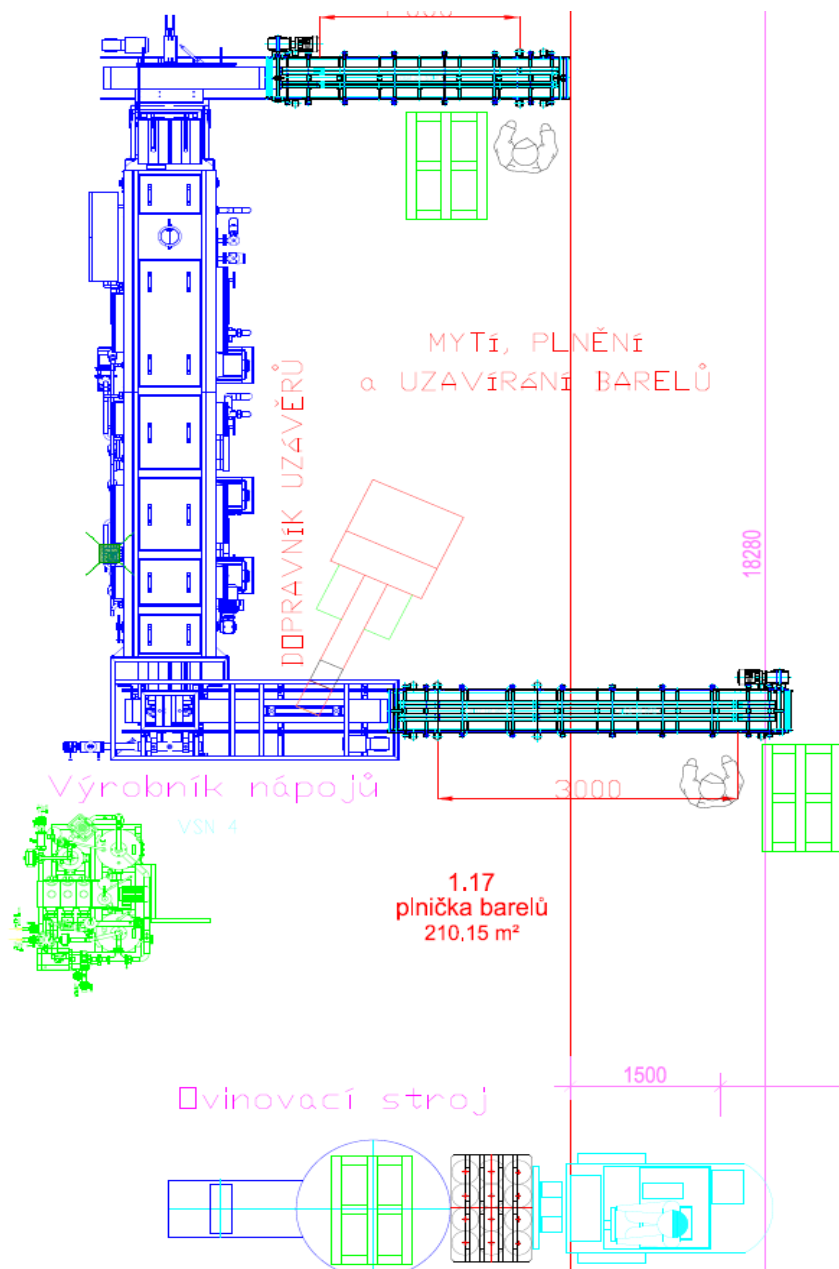 MYTí, PLNĚNí
a UZAVÍRÁNÍ BARELŮ
DOPRAVNÍK UZÁVĚRŮ
18280
Výrobník nápojů
3000
VSN 4
1.17
plnička barelů
210,15 m²
1500
Ovinovací stroj